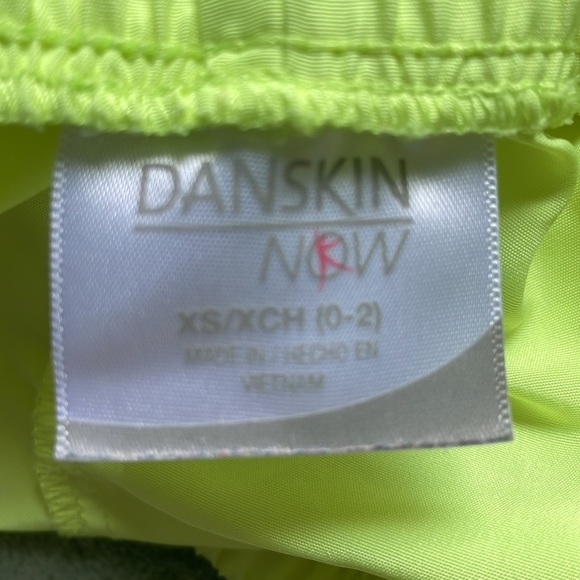 DANSKIN
NOW
R
XS/XCH (0-2)
MADE IN / HECHO EN
VIETNAM